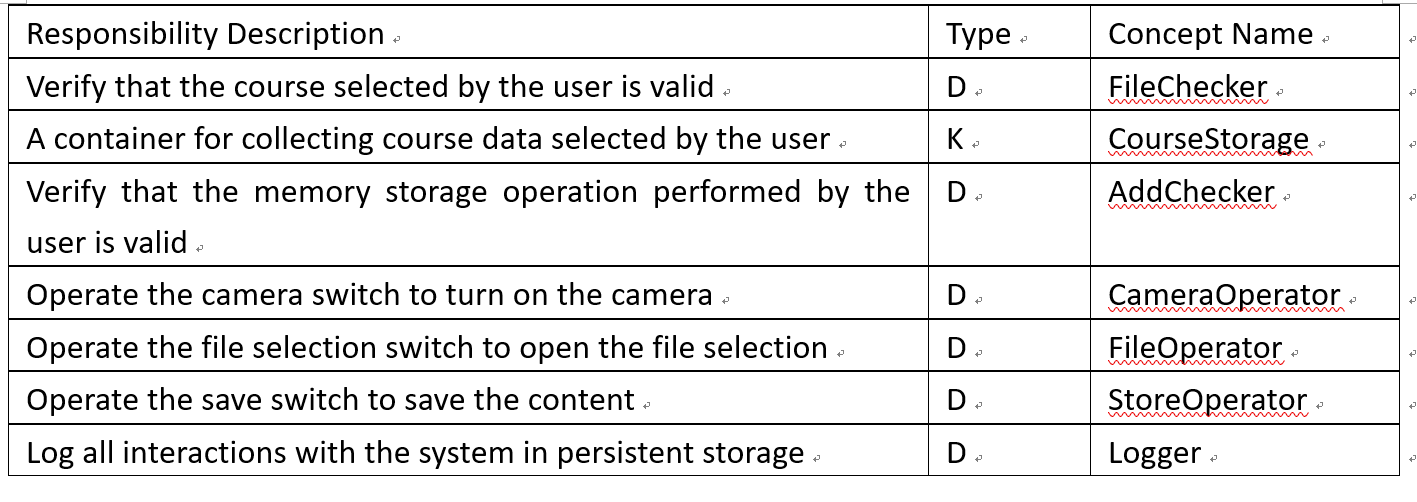 Responsibility Description Type Concept Name
Verify that the course selected by the user is valid D FileChecker
A container for collecting course data selected by the user K CourseStorage
Verify that the memory storage operation performed by the D AddChecker
user is valid
Operate the camera switch to turn on the camera D CameraOperator
Operate the file selection switch to open the file selection D FileOperator
Operate the save switch to save the content D StoreOperator
Log all interactions with the system in persistent storage D Logger